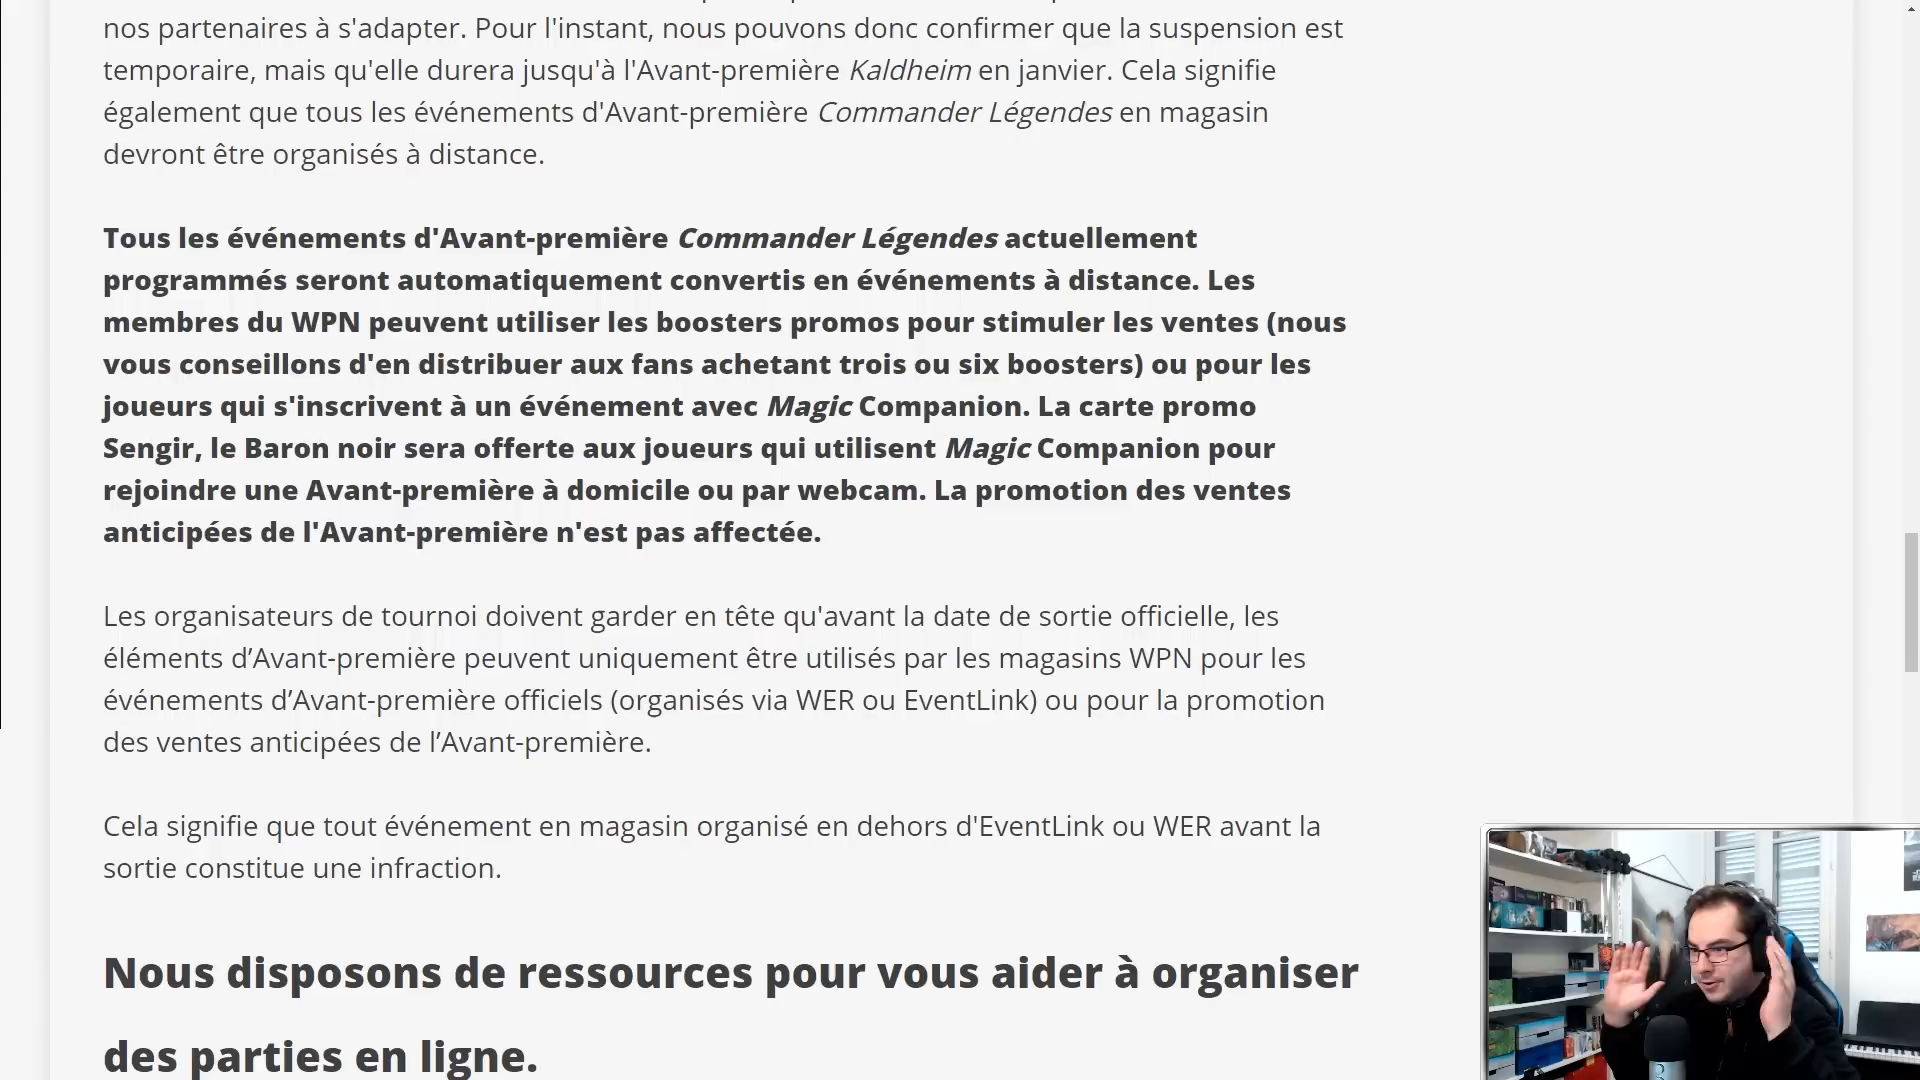 nos partenaires à s'adapter. Pour l'instant, nous pouvons donc confirmer que la suspension est
temporaire, mais qu'elle durera jusqu'à l'Avant-première Kaldheim en janvier. Cela signifie
également que tous les événements d'Avant-première Commander Légendes en magasin
devront être organisés à distance.
Tous les événements d'Avant-première Commander Légendes actuellement
programmés seront automatiquement convertis en événements à distance. Les
membres du WPN peuvent utiliser les boosters promos pour stimuler les ventes (nous
vous conseillons d'en distribuer aux fans achetant trois ou six boosters) ou pour les
joueurs qui s'inscrivent à un événement avec Magic Companion. La carte promo
Sengir, le Baron noir sera offerte aux joueurs qui utilisent Magic Companion pour
rejoindre une Avant-première à domicile ou par webcam. La promotion des ventes
anticipées de l'Avant-première n'est pas affectée.
Les organisateurs de tournoi doivent garder en tête qu'avant la date de sortie officielle, les
éléments d’Avant-première peuvent uniquement être utilisés par les magasins WPN pour les
événements d’Avant-première officiels (organisés via WER ou EventLink) ou pour la promotion
des ventes anticipées de l’Avant-première.
Cela signifie que tout événement en magasin organisé en dehors d'EventLink ou WER avant la
sortie constitue une infraction.
Nous disposons de ressources pour vous aider à organiser
des parties en ligne.